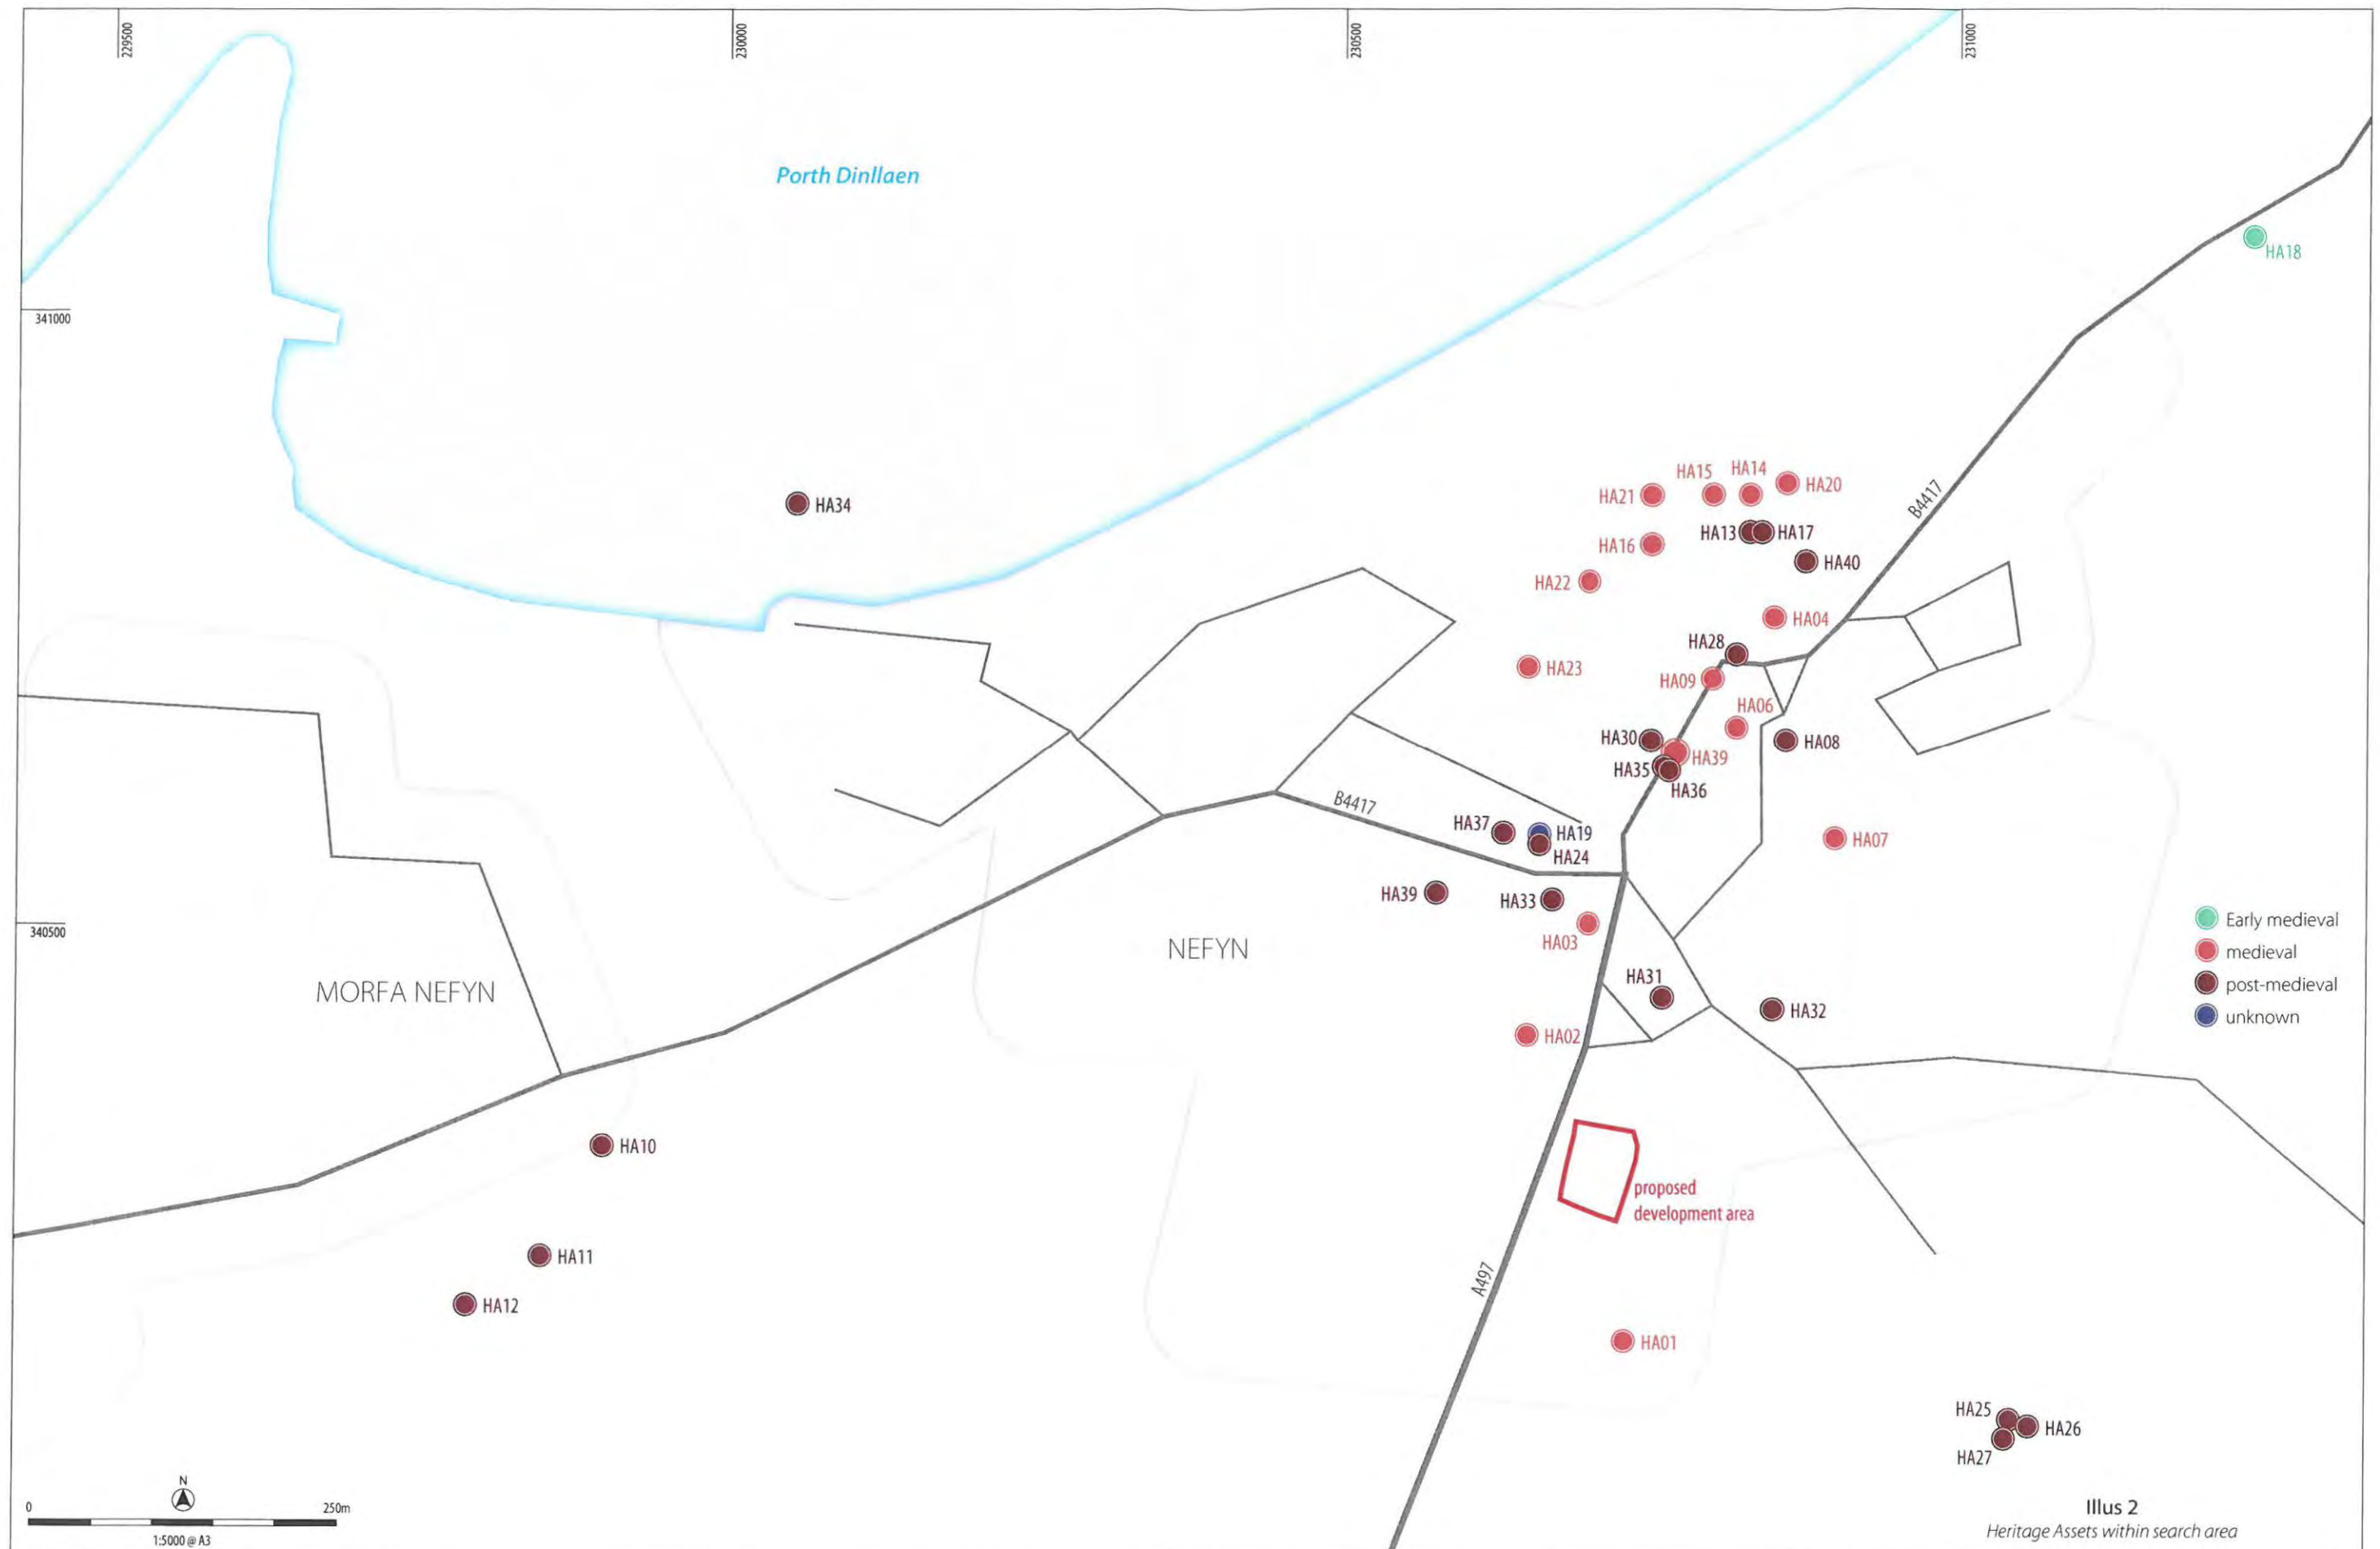 229500
230000
230500
231000
Porth Dinllaen
HA18
341000
HA15
HA14
HA20
HA21
B4417
HA34
HA13
HA17
HA16
HA40
HA22
HA04
HA28
HA23
HA09
HA06
HA30
HA08
HA39
HA35
HA36
B4417
HA37
HA19
HA07
HA24
HA39
HA33
340500
HA03
NEFYN
Early medieval
medieval
post-medieval
unknown
MORFA NEFYN
HA31
HA32
HA02
HA10
proposed
development area
HA11
A497
HA12
HA01
HA25
HA26
HA27
N
0
250m
1:5000 @ A3
Illus 2
Heritage Assets within search area